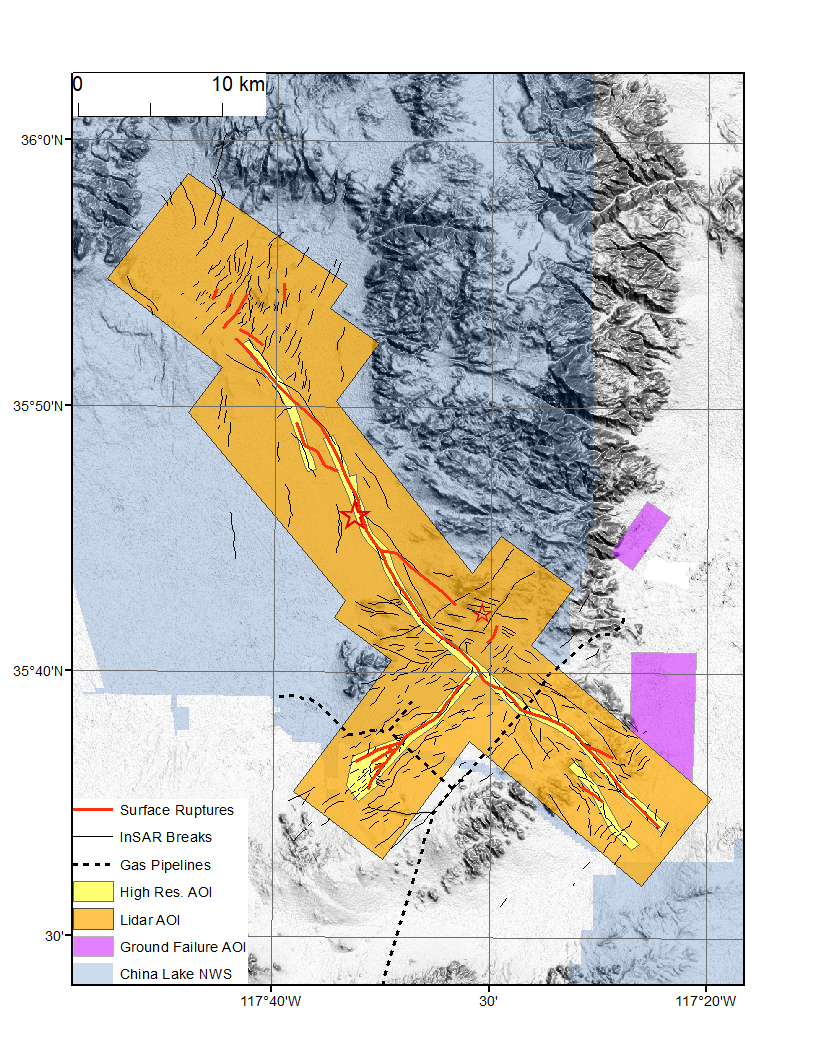 0 10 km
36°0'N
35°50'N
35°40'N
30'
Surface Ruptures
InSAR Breaks
Gas Pipelines
High Res. AOI
Lidar AOI
Ground Failure AOI
China Lake NWS
117°40'W 30' 117°20'W